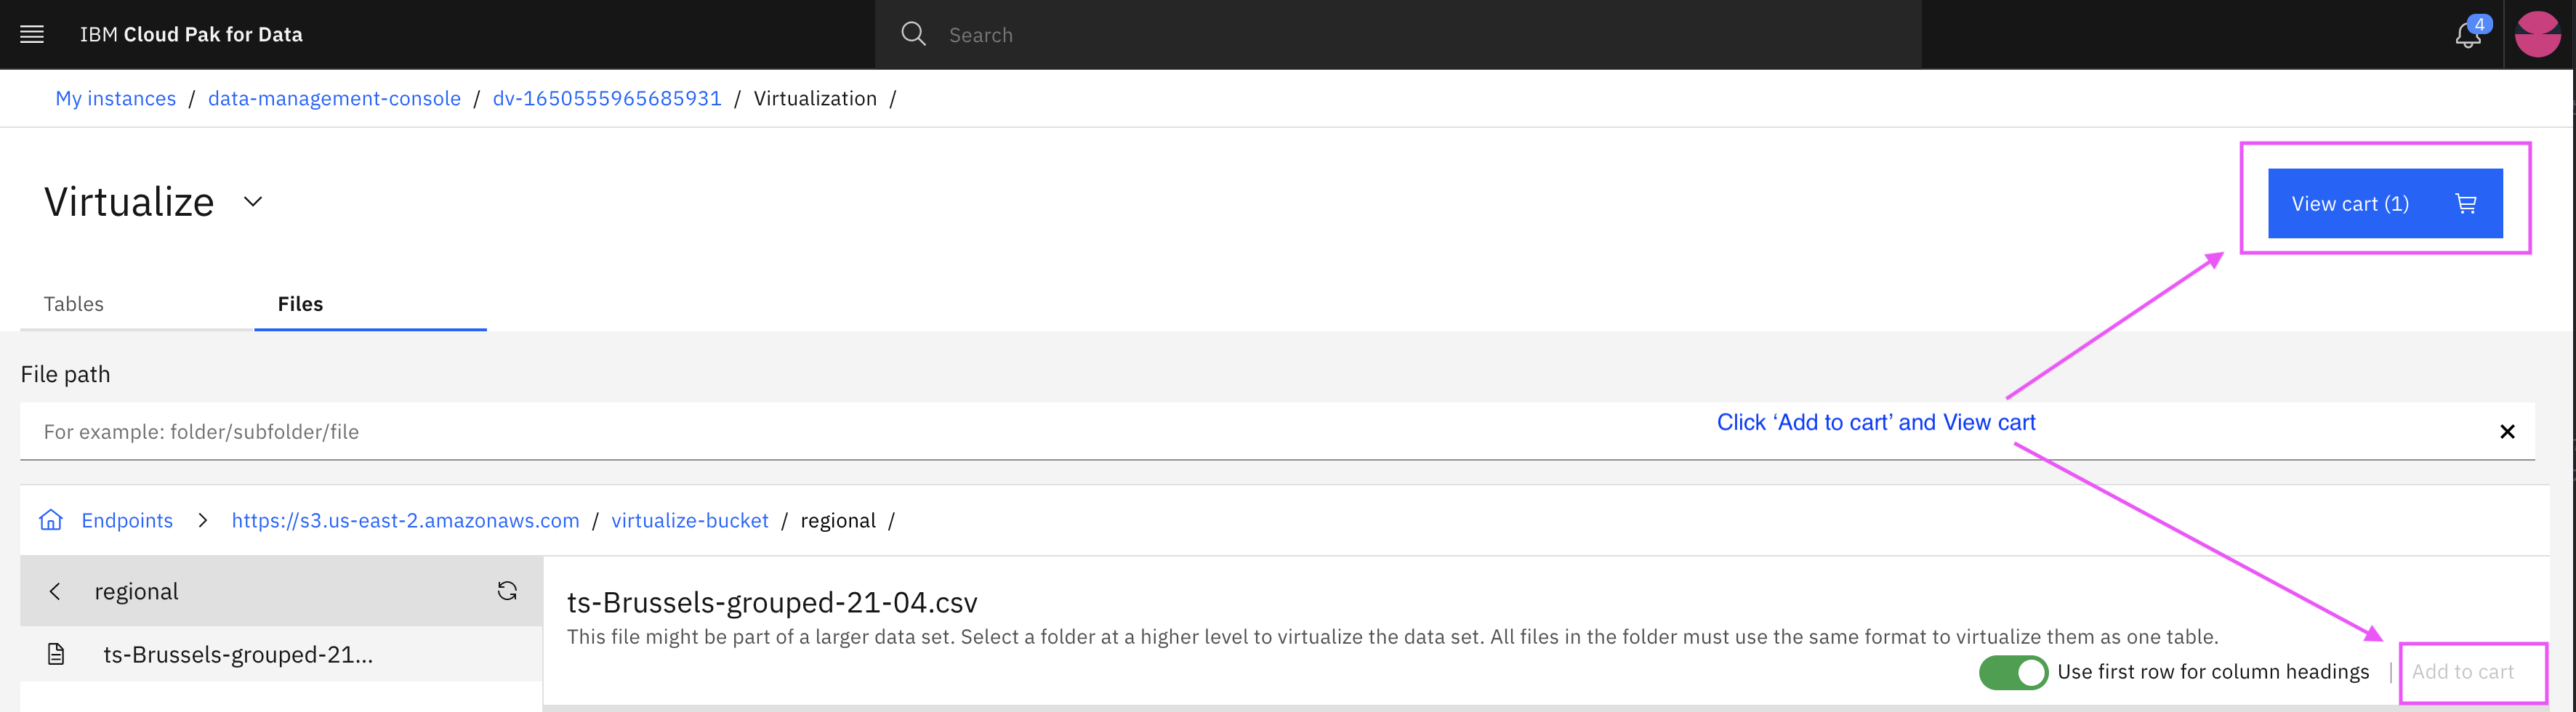 IBM Cloud Pak for Data
Search
4
My instances / data-management-console / dv-1650555965685931 / Virtualization /
Virtualize
View cart (1)
Tables
Files
File path
For example: folder/subfolder/file
Click ‘Add to cart’ and View cart
Endpoints > https://s3.us-east-2.amazonaws.com / virtualize-bucket / regional /
regional
ts-Brussels-grouped-21-04.csv
This file might be part of a larger data set. Select a folder at a higher level to virtualize the data set. All files in the folder must use the same format to virtualize them as one table.
ts-Brussels-grouped-21...
Use first row for column headings | Add to cart